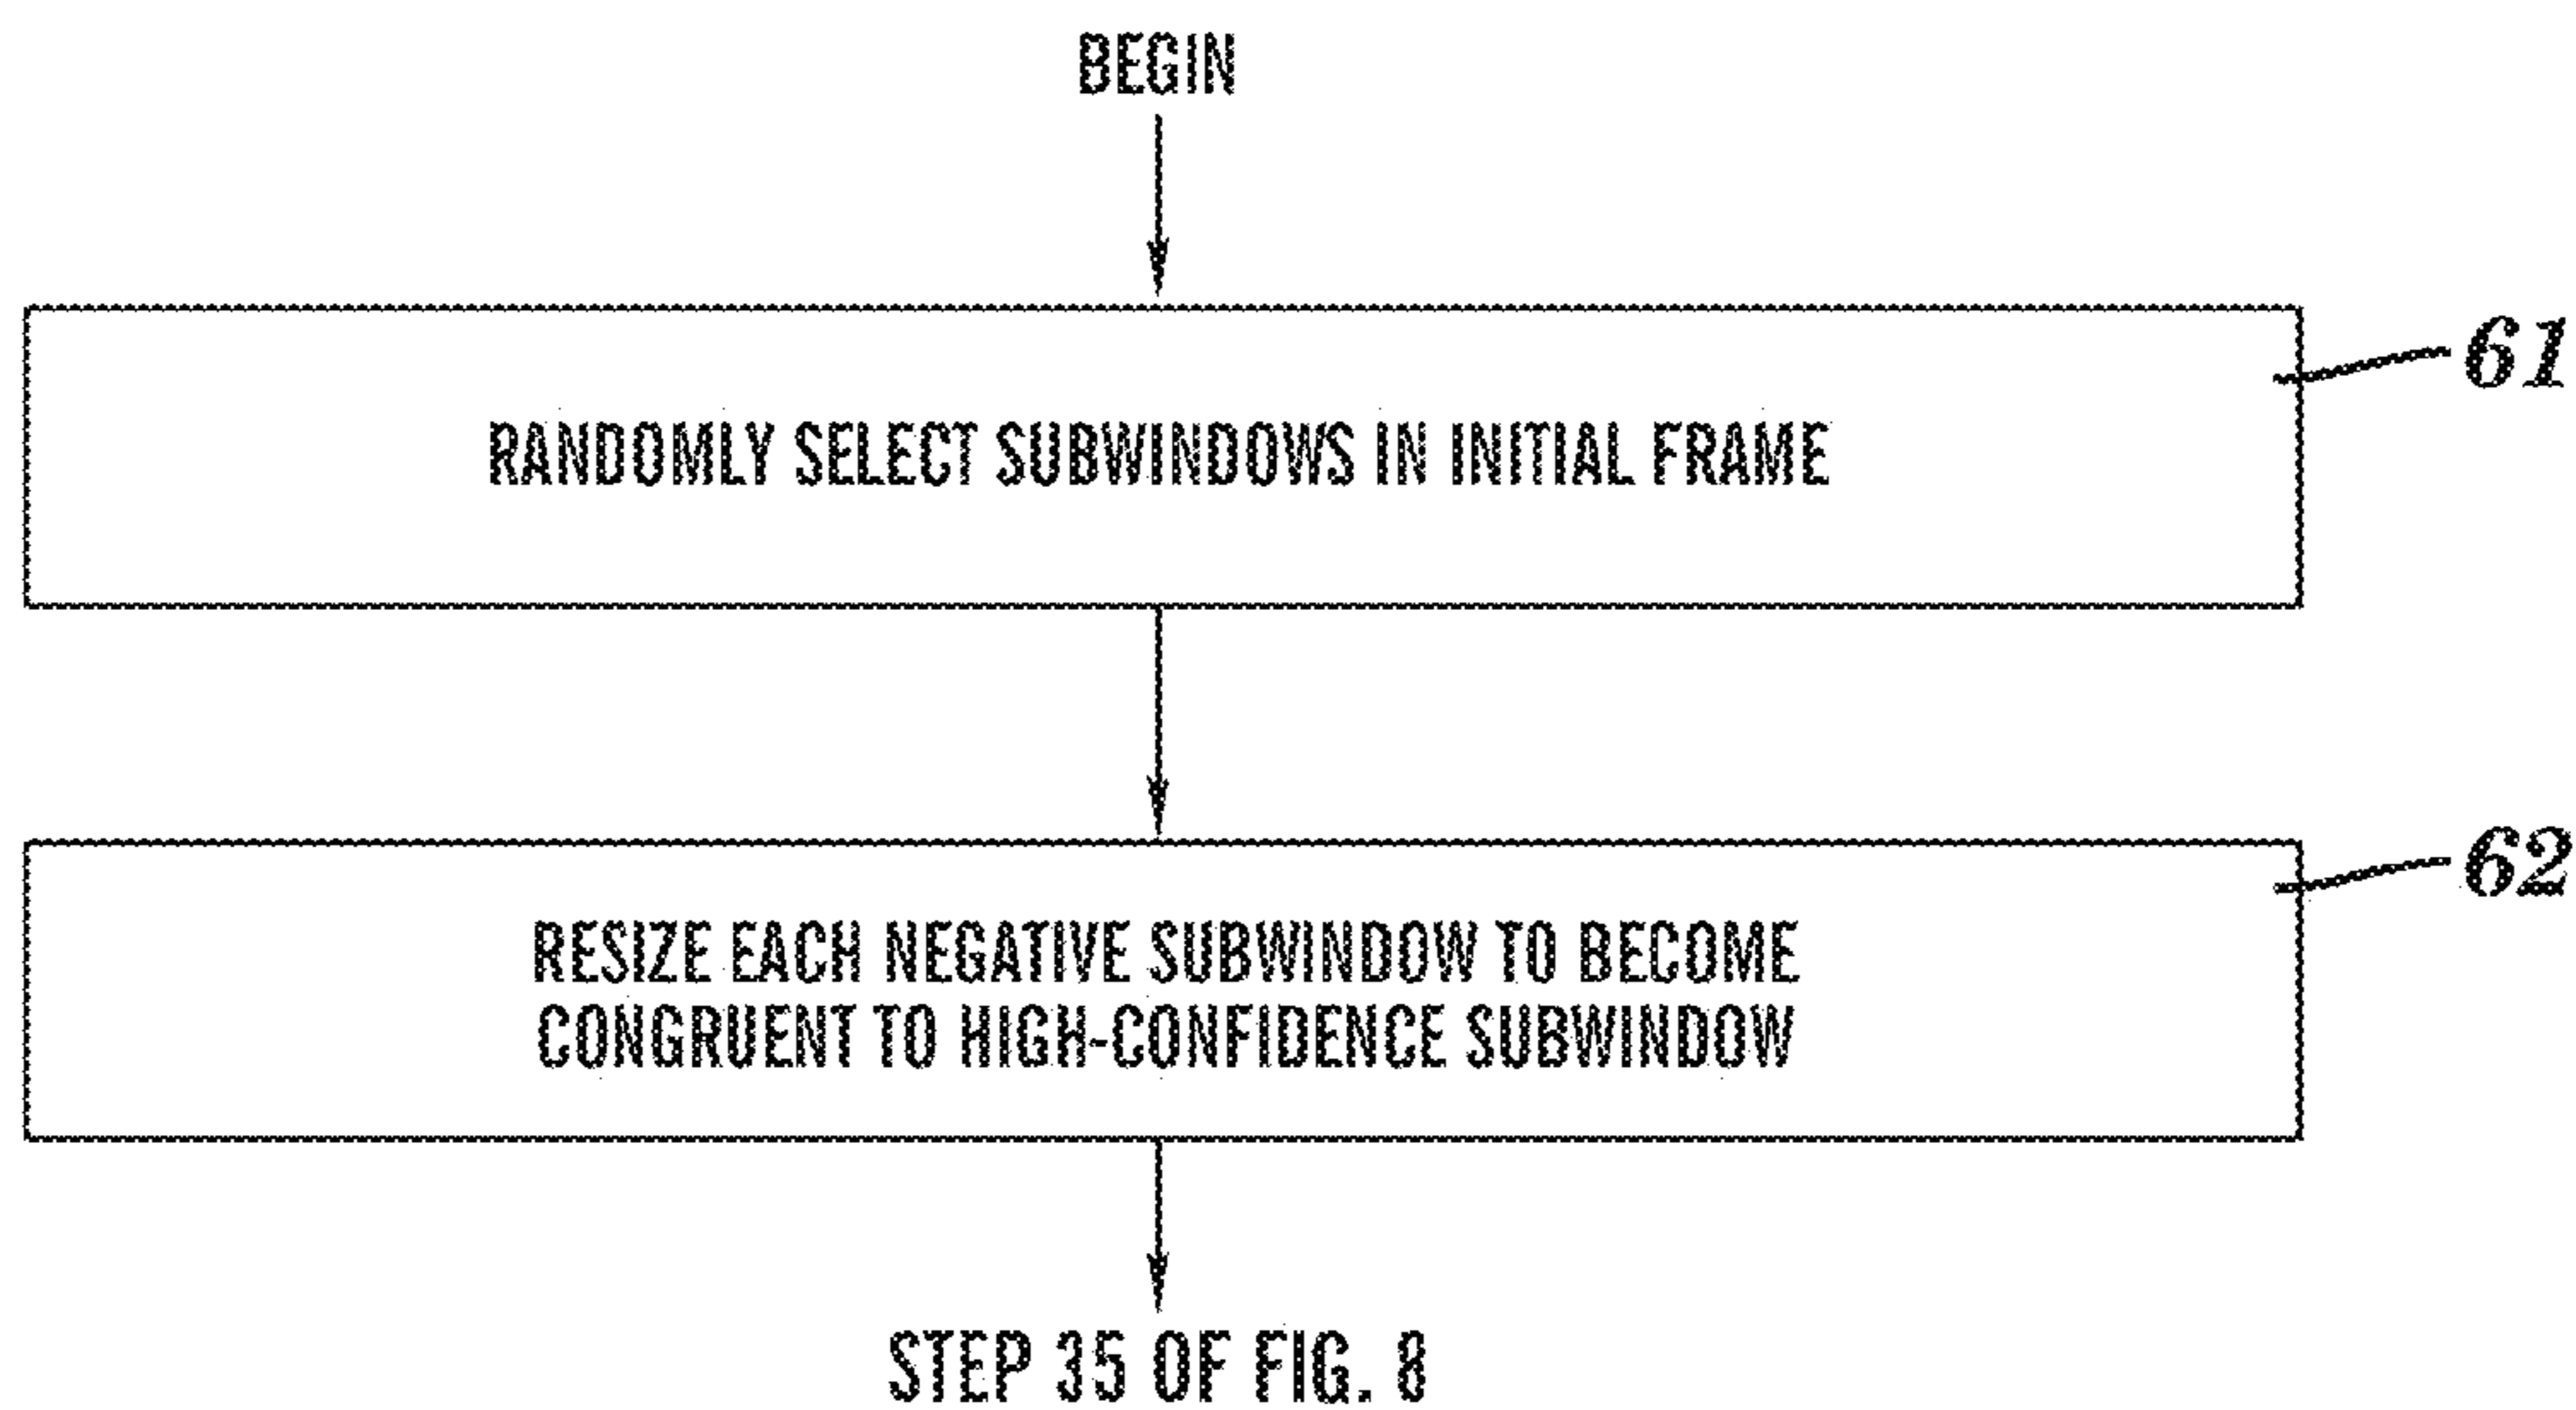 BEGIN
61
RANDOMLY SELECT SUBWINDOWS IN INITIAL FRAME
62
RESIZE EACH NEGATIVE SUBWINDOW TO BECOME
CONGRUENT TO HIGH-CONFIDENCE SUBWINDOW
STEP 35 OF FIG. 8